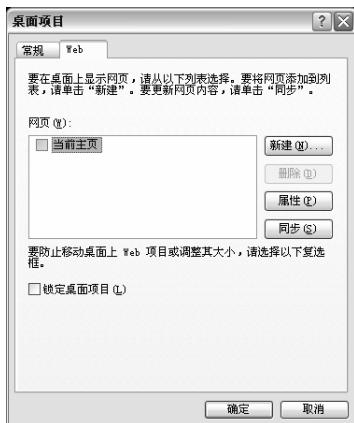 桌面项目
常规 Web
要在桌面上显示网页，请从以下列表选择。要将网页添加到列
表，请单击“新建”。要更新网页内容，请单击“同步”。
网页(W):
当前主页
新建(N)...
删除(D)
属性(P)
同步(S)
要防止移动桌面上 Web 项目或调整其大小，请选择以下复选
框。
锁定桌面项目(L)
确定 取消